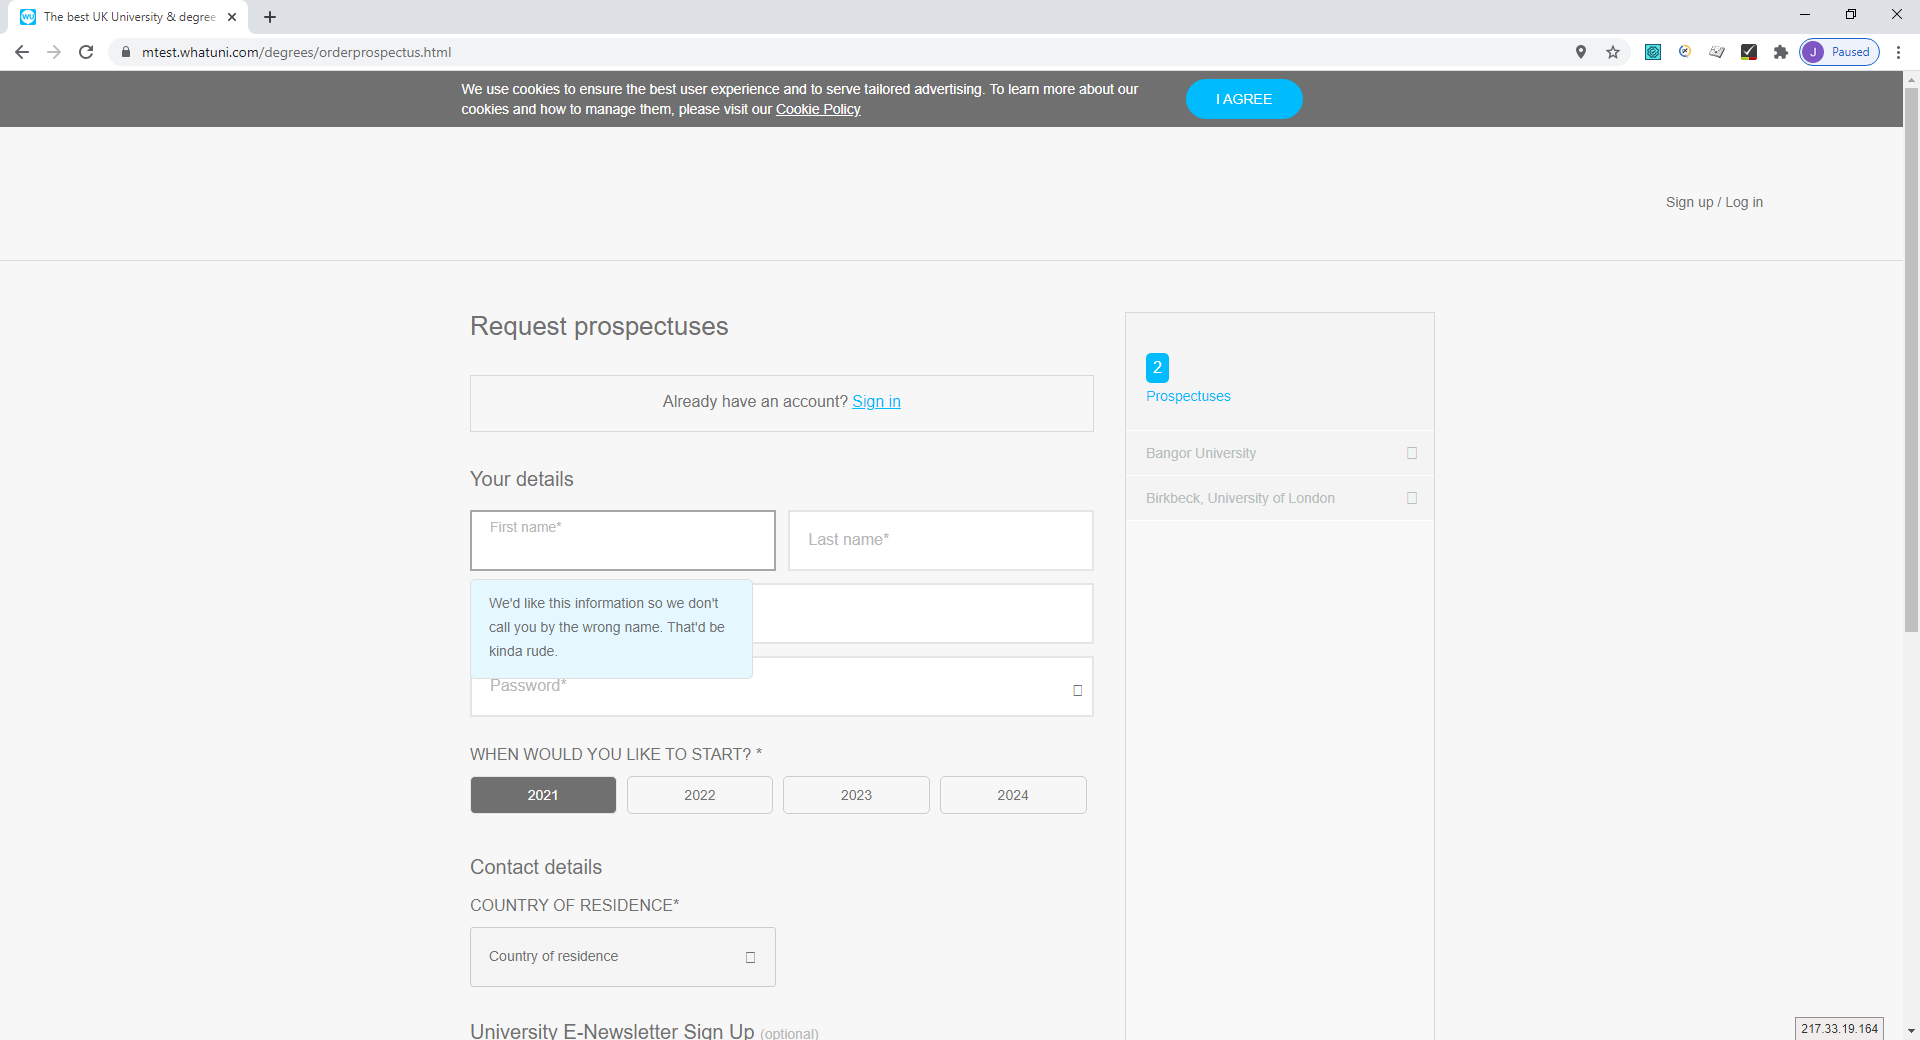 The best UK University & degree
mtest.whatuni.com/degrees/orderprospectus.html
J Paused
We use cookies to ensure the best user experience and to serve tailored advertising. To learn more about our
cookies and how to manage them, please visit our Cookie Policy
I AGREE
Sign up / Log in
Request prospectuses
Already have an account? Sign in
Your details
First name*
Last name*
We'd like this information so we don't
call you by the wrong name. That'd be
kinda rude.
Password*
WHEN WOULD YOU LIKE TO START? *
2021
2022
2023
2024
Contact details
COUNTRY OF RESIDENCE*
Country of residence
University E-Newsletter Sign Up (optional)
2
Prospectuses
Bangor University
Birkbeck, University of London
217.33.19.164